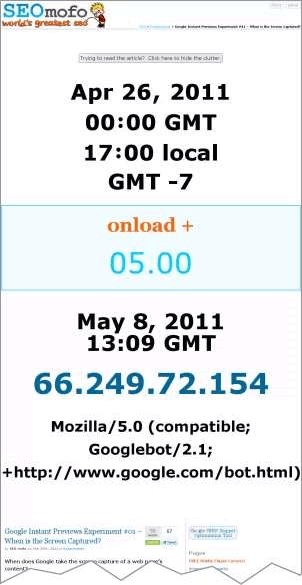 SEOmofo
world's greatest seo
» Google Instant Previews Experiment #01 – When is the Screen Captured?
Trying to read the article? Click here to hide the clutter.
Apr 26, 2011
00:00 GMT
17:00 local
GMT -7
onload +
05.00
May 8, 2011
13:09 GMT
66.249.72.154
Mozilla/5.0 (compatible;
Googlebot/2.1;
+http://www.google.com/bot.html)
Google Instant Previews Experiment #01 –
When is the Screen Captured?
67
Google SERP Snippet
Optimization Tool
When does Google take the screen capture of a web page's
content?